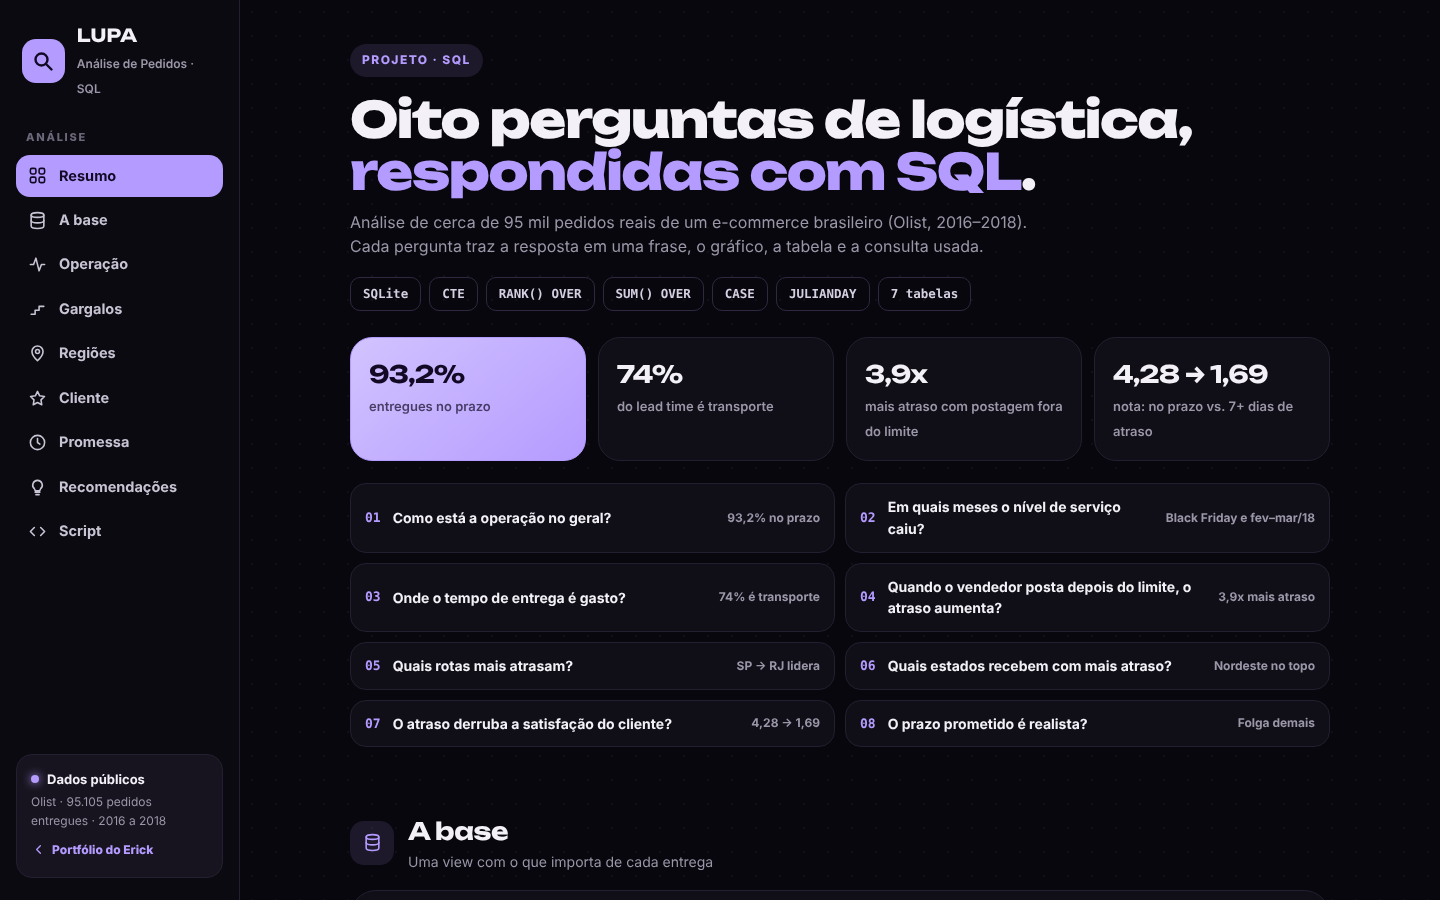 LUPA
Análise de Pedidos ·
SQL
ANÁLISE
Resumo
A base
Operação
Gargalos
Regiões
Cliente
Promessa
Recomendações
Script
Dados públicos
Olist · 95.105 pedidos
entregues · 2016 a 2018
Portfólio do Erick
PROJETO · SQL
Oito perguntas de logística,
respondidas com SQL.
Análise de cerca de 95 mil pedidos reais de um e-commerce brasileiro (Olist, 2016–2018).
Cada pergunta traz a resposta em uma frase, o gráfico, a tabela e a consulta usada.
SQLite
CTE
RANK() OVER
SUM() OVER
CASE
JULIANDAY
7 tabelas
93,2%
entregues no prazo
74%
do lead time é transporte
3,9x
mais atraso com postagem fora
do limite
4,28 → 1,69
nota: no prazo vs. 7+ dias de
atraso
01 Como está a operação no geral? 93,2% no prazo
02 Em quais meses o nível de serviço
caiu? Black Friday e fev–mar/18
03 Onde o tempo de entrega é gasto? 74% é transporte
04 Quando o vendedor posta depois do limite, o
atraso aumenta? 3,9x mais atraso
05 Quais rotas mais atrasam? SP → RJ lidera
06 Quais estados recebem com mais atraso? Nordeste no topo
07 O atraso derruba a satisfação do cliente? 4,28 → 1,69
08 O prazo prometido é realista? Folga demais
A base
Uma view com o que importa de cada entrega